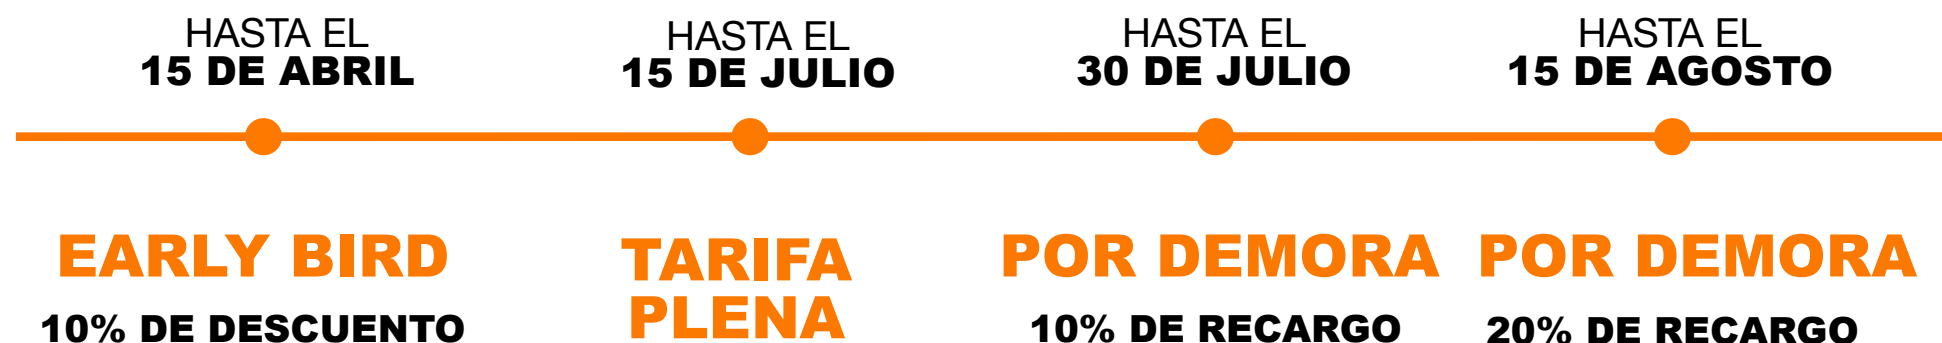 HASTA EL
15 DE ABRIL
HASTA EL
15 DE JULIO
HASTA EL
30 DE JULIO
HASTA EL
15 DE AGOSTO
EARLY BIRD
10% DE DESCUENTO
TARIFA
PLENA
POR DEMORA
10% DE RECARGO
POR DEMORA
20% DE RECARGO